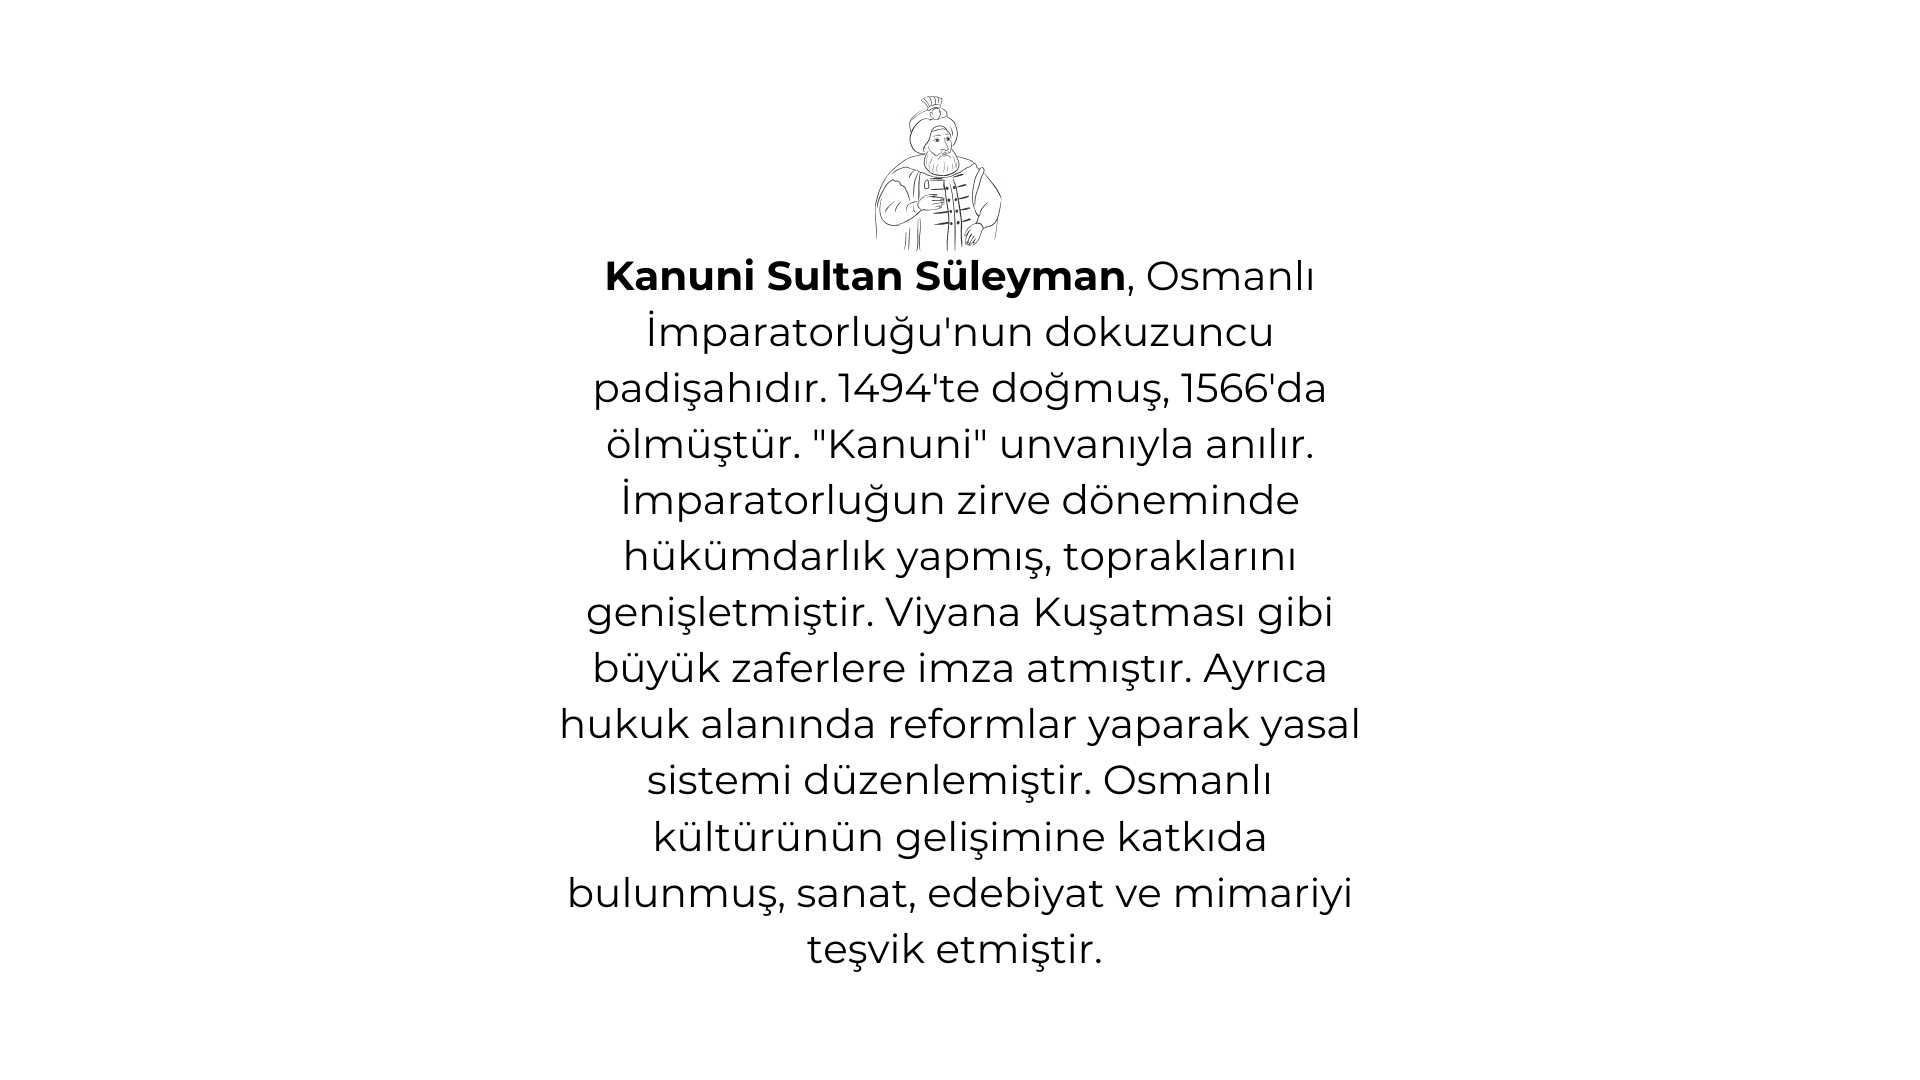 Kanuni Sultan Süleyman, Osmanlı
İmparatorluğu'nun dokuzuncu
padişahıdır. 1494'te doğmuş, 1566'da
ölmüştür. "Kanuni" unvanıyla anılır.
İmparatorluğun zirve döneminde
hükümdarlık yapmış, topraklarını
genişletmiştir. Viyana Kuşatması gibi
büyük zaferlere imza atmıştır. Ayrıca
hukuk alanında reformlar yaparak yasal
sistemi düzenlemiştir. Osmanlı
kültürünün gelişimine katkıda
bulunmuş, sanat, edebiyat ve mimariyi
teşvik etmiştir.